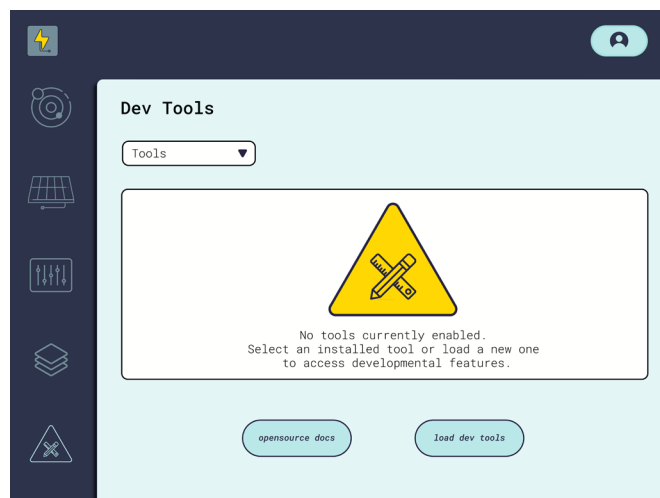 Dev Tools
Tools
No tools currently enabled.
Select an installed tool or load a new one
to access developmental features.
opensource docs
load dev tools